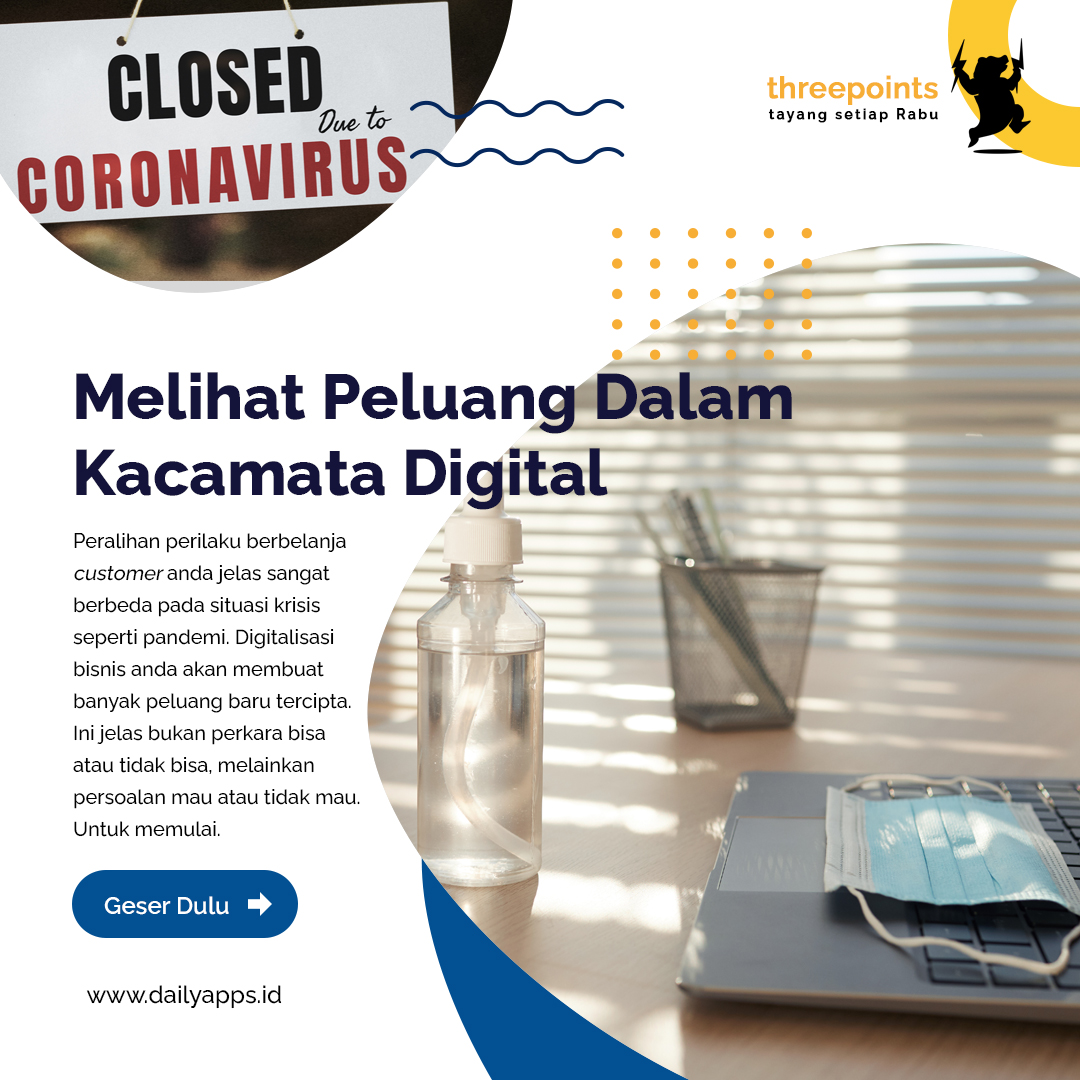 CLOSED
Due to
CORONAVIRUS
threepoints
tayang setiap Rabu
Melihat Peluang Dalam
Kacamata Digital
Peralihan perilaku berbelanja
customer anda jelas sangat
berbeda pada situasi krisis
seperti pandemi. Digitalisasi
bisnis anda akan membuat
banyak peluang baru tercipta.
Ini jelas bukan perkara bisa
atau tidak bisa, melainkan
persoalan mau atau tidak mau.
Untuk memulai.
Geser Dulu
www.dailyapps.id